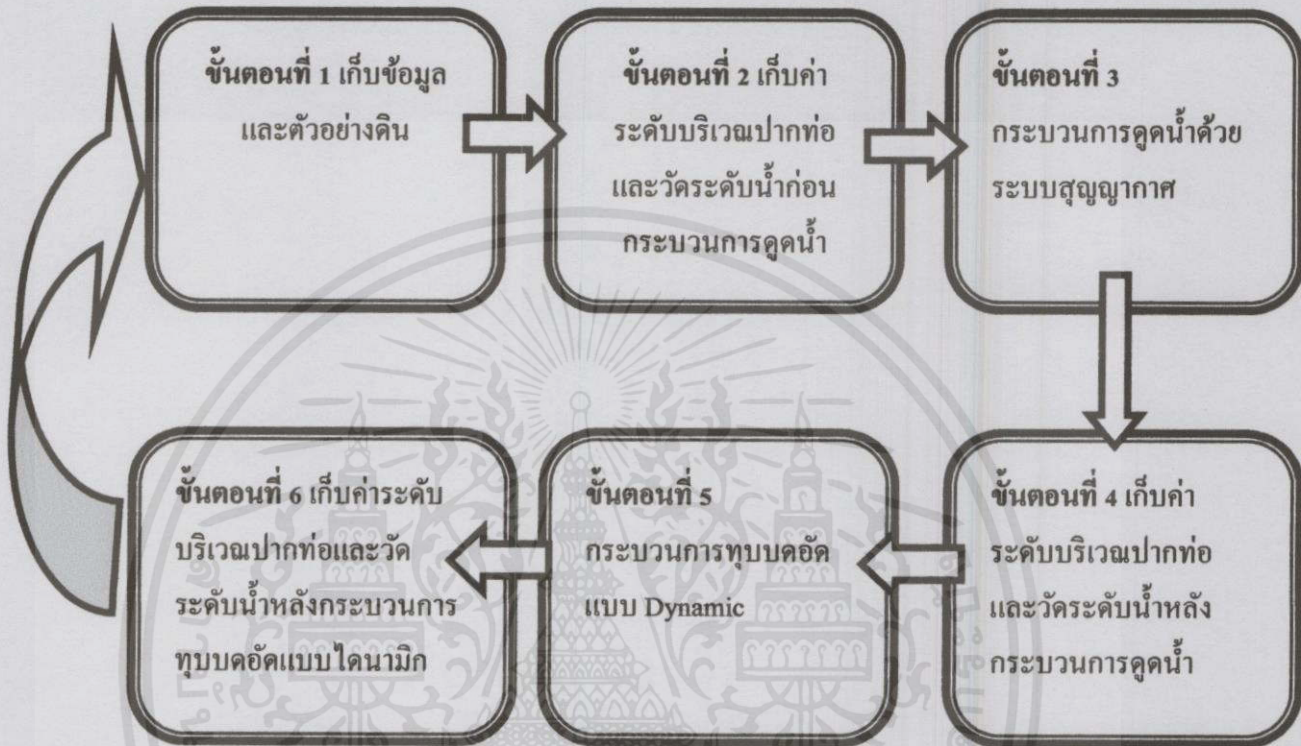 ขั้นตอนที่ 1 เก็บข้อมูล
และตัวอย่างดิน
ขั้นตอนที่ 2 เก็บค่า
ระดับบริเวณปากท่อ
และวัดระดับน้ำก่อน
กระบวนการดูดน้ำ
ขั้นตอนที่ 3
กระบวนการดูดน้ำด้วย
ระบบสุญญากาศ
ขั้นตอนที่ 4 เก็บค่า
ระดับบริเวณปากท่อ
และวัดระดับน้ำหลัง
กระบวนการดูดน้ำ
ขั้นตอนที่ 5
กระบวนการทุบบดอัด
แบบ Dynamic
ขั้นตอนที่ 6 เก็บค่าระดับ
บริเวณปากท่อและวัด
ระดับน้ำหลังกระบวนการ
ทุบบดอัดแบบไดนามิก